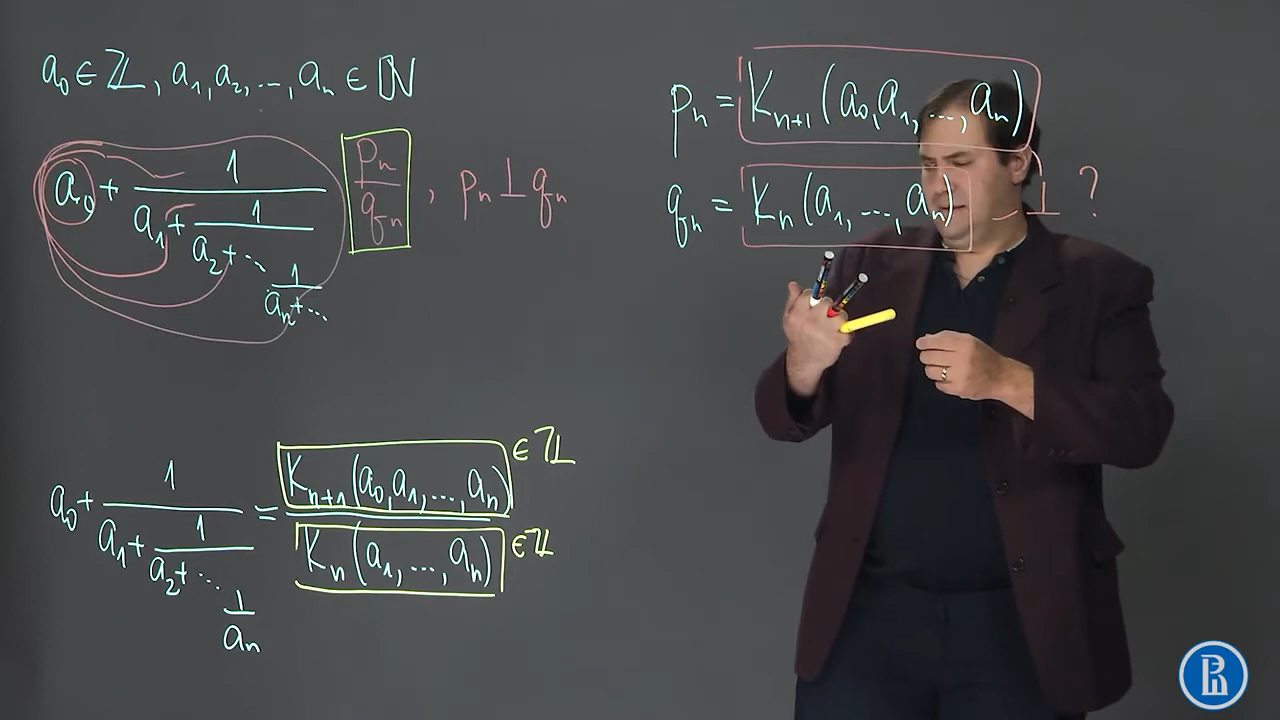 a₀ ∈ ℤ, a₁, a₂, ..., aₙ ∈ ℕ
a₀ + 1/(a₁ + 1/(a₂ + ⋱ 1/(aₙ + ...))) pₙ/qₙ , pₙ ⊥ qₙ
a₀ + 1/(a₁ + 1/(a₂ + ⋱ 1/aₙ)) = Kₙ₊₁(a₀, a₁, ..., aₙ) ∈ ℤ / Kₙ(a₁, ..., aₙ) ∈ ℤ
pₙ = Kₙ₊₁(a₀, a₁, ..., aₙ)
qₙ = Kₙ(a₁, ..., aₙ) ⊥ ?